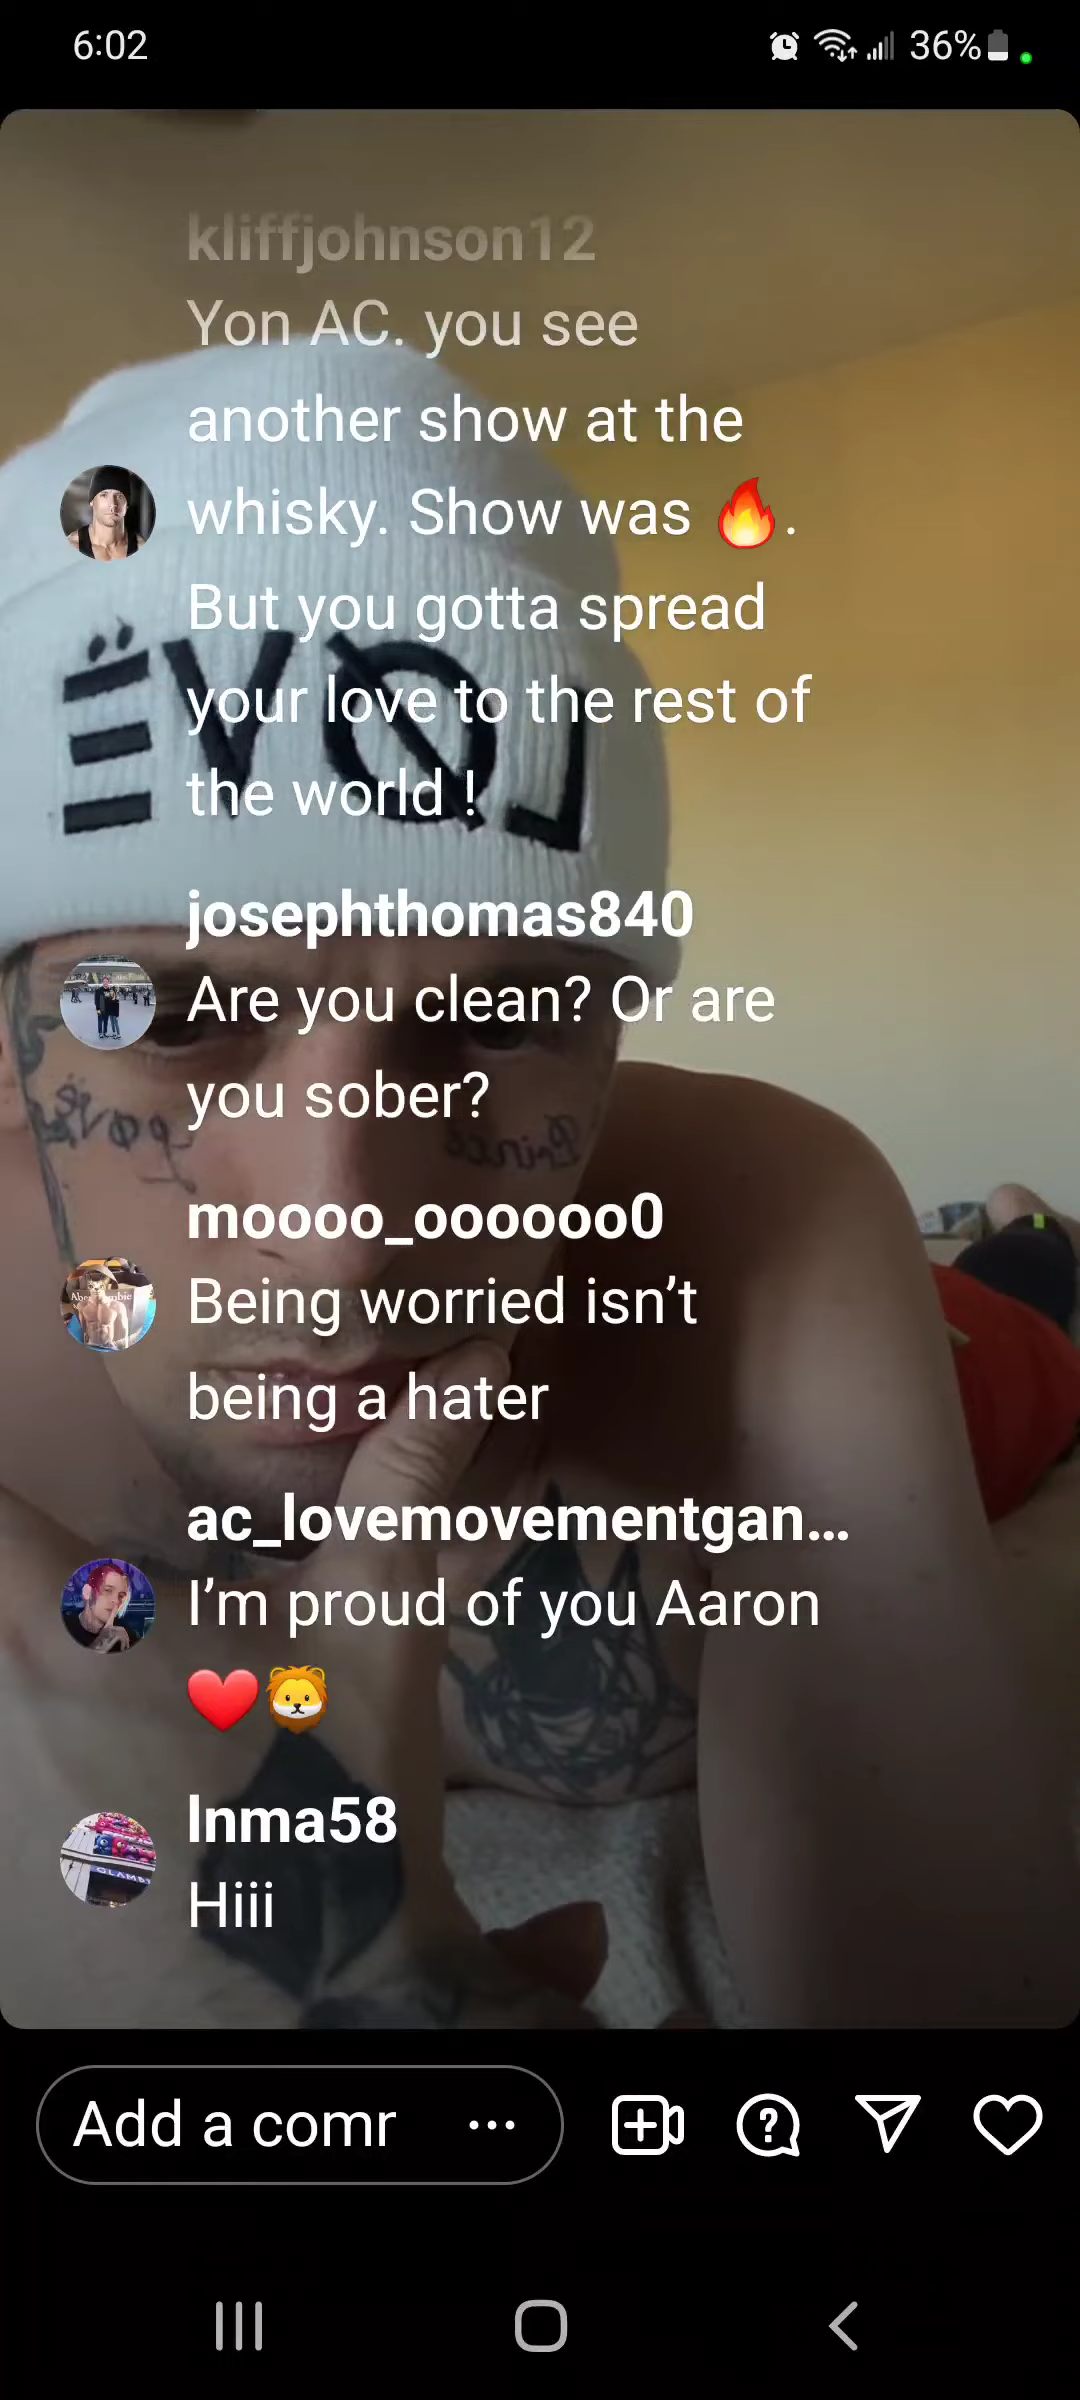 6:02
36%
kliffjohnson12
Yon AC. you see
another show at the
whisky. Show was 🔥.
But you gotta spread
your love to the rest of
the world !
ËVØL
josephthomas840
Are you clean? Or are
you sober?
moooo_oooooo0
Being worried isn’t
being a hater
ac_lovemovementgan...
I’m proud of you Aaron
❤️🦁
lnma58
Hiii
Add a comr